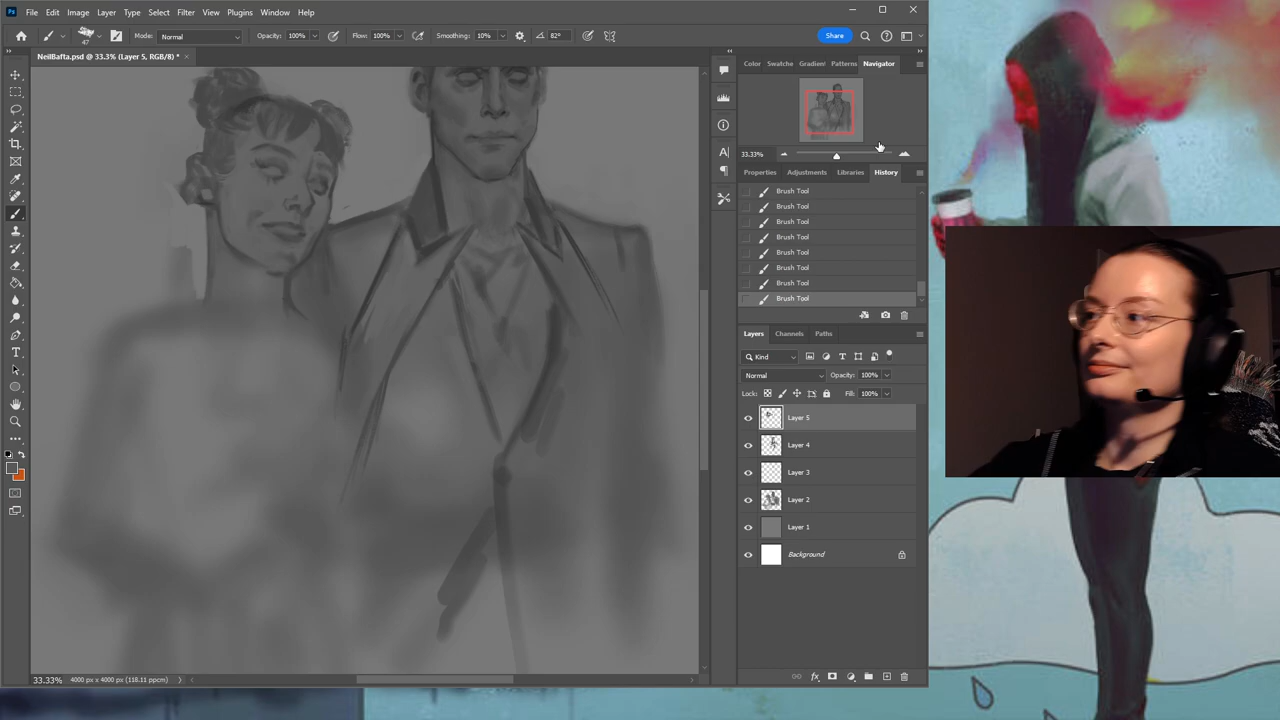 Ps File Edit Image Layer Type Select Filter View Plugins Window Help
47 Mode: Normal Opacity: 100% Flow: 100% Smoothing: 10% 82° Share
NeilBafta.psd @ 33.3% (Layer 5, RGB/8) *
Color Swatche Gradien Patterns Navigator
33.33%
Properties Adjustments Libraries History
Brush Tool
Brush Tool
Brush Tool
Brush Tool
Brush Tool
Brush Tool
Brush Tool
Brush Tool
Layers Channels Paths
Kind
Normal Opacity: 100%
Lock: Fill: 100%
Layer 5
Layer 4
Layer 3
Layer 2
Layer 1
Background
33.33% 4000 px x 4000 px (118.11 ppcm)